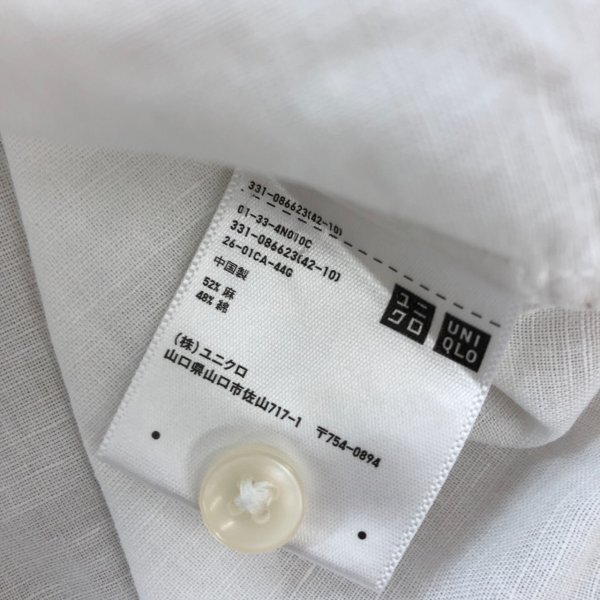 331-086623(42-10)
01-33-4N010C
331-086623(42-10)
26-01CA-44G
中国製
52% 麻
48% 綿
ユニ
クロ
UNI
QLO
(株)ユニクロ
山口県山口市佐山717-1 〒754-0894